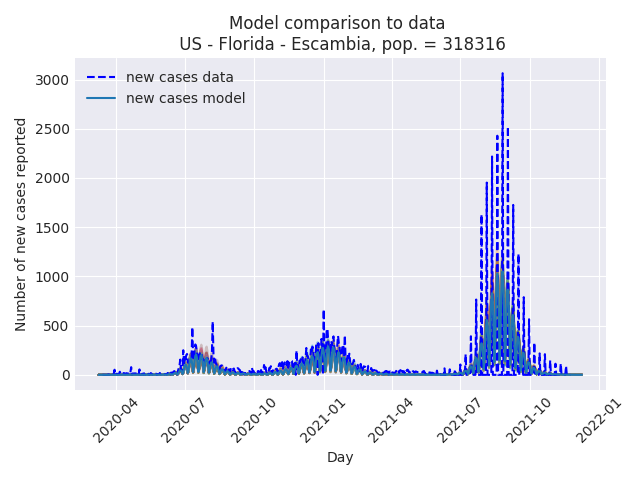 Model comparison to data
US - Florida - Escambia, pop. = 318316
new cases data
new cases model
Number of new cases reported
3000
2500
2000
1500
1000
500
0
2020-04
2020-07
2020-10
2021-01
2021-04
2021-07
2021-10
2022-01
Day